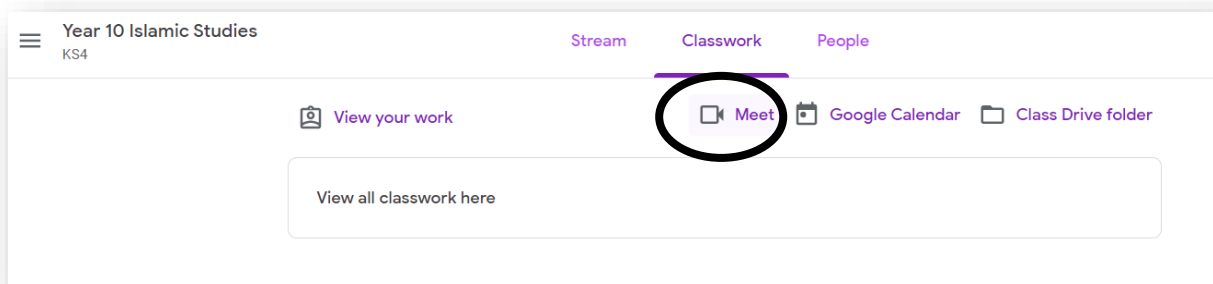 Year 10 Islamic Studies
KS4
Stream Classwork People
View your work Meet Google Calendar Class Drive folder
View all classwork here